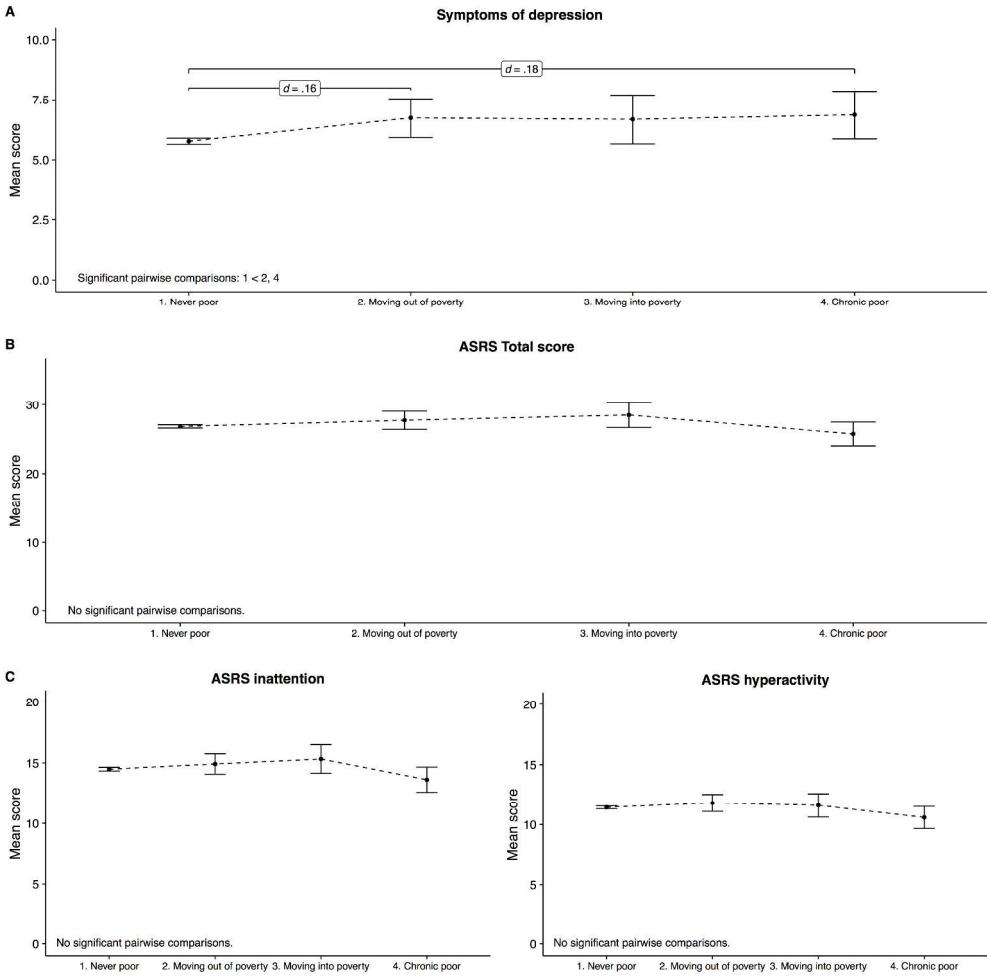 A
Symptoms of depression
10.0
7.5
5.0
2.5
0.0
Mean score
d = .18
d = .16
Significant pairwise comparisons: 1 < 2, 4
1. Never poor
2. Moving out of poverty
3. Moving into poverty
4. Chronic poor
B
ASRS Total score
30
20
10
0
Mean score
No significant pairwise comparisons.
1. Never poor
2. Moving out of poverty
3. Moving into poverty
4. Chronic poor
C
ASRS inattention
20
15
10
5
0
Mean score
No significant pairwise comparisons.
1. Never poor
2. Moving out of poverty
3. Moving into poverty
4. Chronic poor
ASRS hyperactivity
20
15
10
5
0
Mean score
No significant pairwise comparisons.
1. Never poor
2. Moving out of poverty
3. Moving into poverty
4. Chronic poor